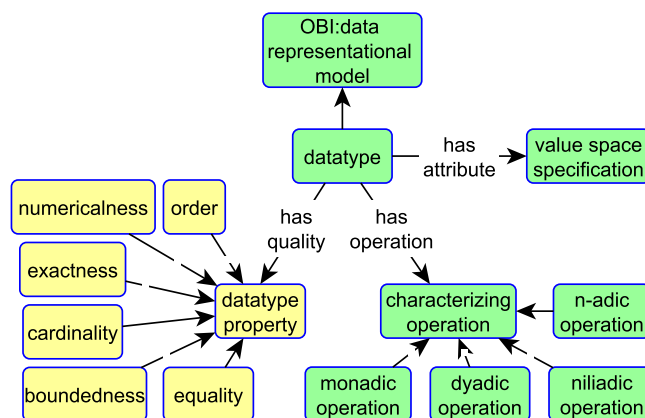 OBI:data
representational
model
datatype
has
attribute
value space
specification
numericalness
order
has
quality
has
operation
exactness
datatype
property
characterizing
operation
n-adic
operation
cardinality
boundedness
equality
monadic
operation
dyadic
operation
niliadic
operation